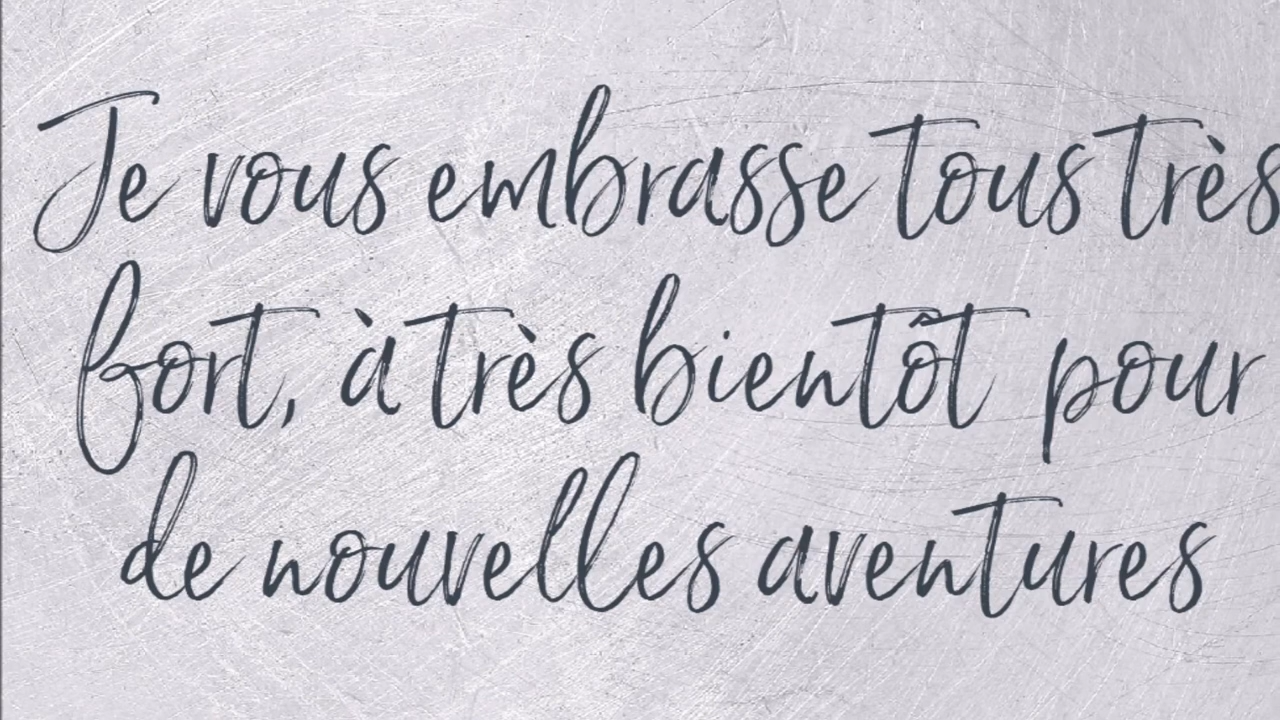 Je vous embrasse tous très
fort, à très bientôt pour
de nouvelles aventures